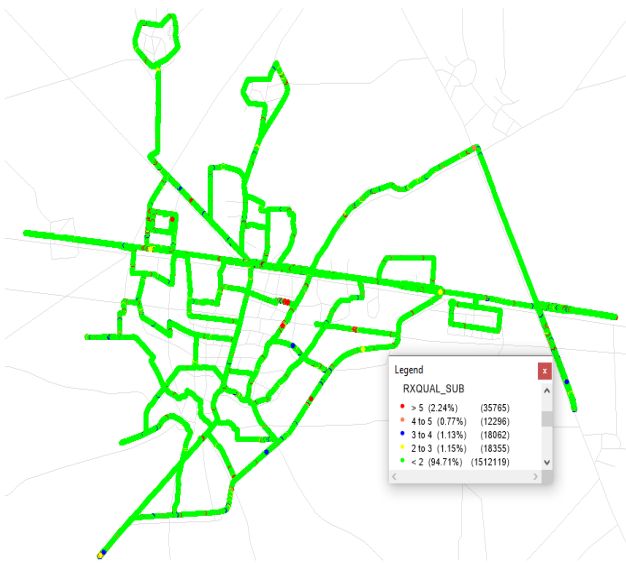 Legend
x
RXQUAL_SUB
> 5 (2.24%) (35765)
4 to 5 (0.77%) (12296)
3 to 4 (1.13%) (18062)
2 to 3 (1.15%) (18355)
< 2 (94.71%) (1512119)